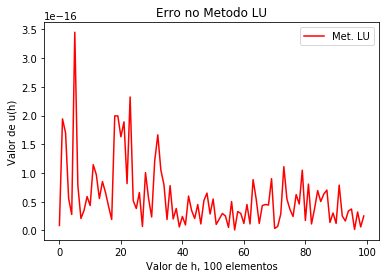 Erro no Metodo LU
1e−16
Met. LU
3.5
3.0
2.5
2.0
1.5
1.0
0.5
0.0
Valor de u(h)
0 20 40 60 80 100
Valor de h, 100 elementos